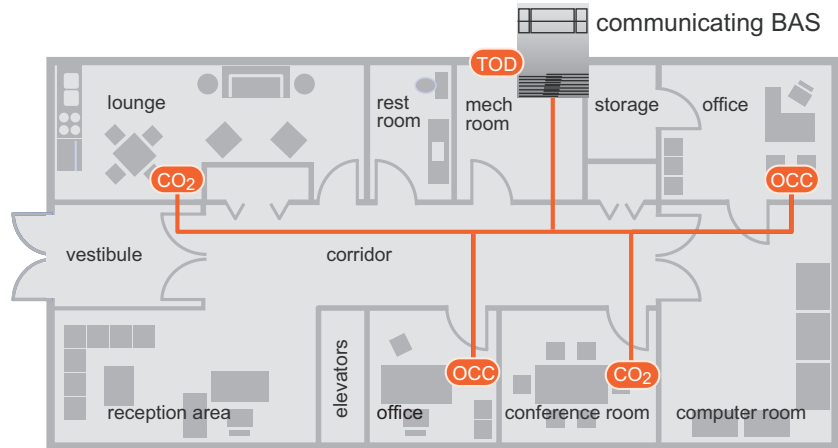 communicating BAS
TOD
lounge
rest
room
mech
room
storage
office
CO₂
OCC
vestibule
corridor
elevators
OCC
CO₂
reception area
office
conference room
computer room